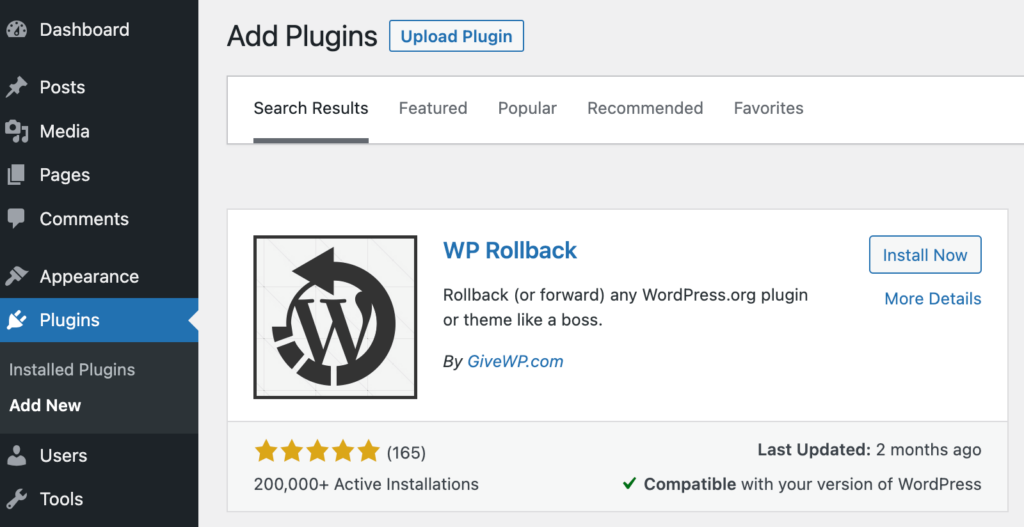 Dashboard
Posts
Media
Pages
Comments
Appearance
Plugins
Installed Plugins
Add New
Users
Tools
Add Plugins Upload Plugin
Search Results Featured Popular Recommended Favorites
W
WP Rollback
Install Now
Rollback (or forward) any WordPress.org plugin
or theme like a boss.
More Details
By GiveWP.com
(165)
200,000+ Active Installations
Last Updated: 2 months ago
Compatible with your version of WordPress